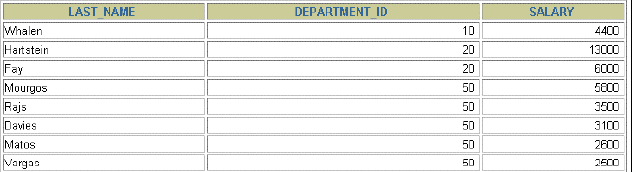 LAST_NAME DEPARTMENT_ID SALARY
Whalen 10 4400
Hartstein 20 13000
Fay 20 6000
Mourgos 50 5800
Rajs 50 3500
Davies 50 3100
Matos 50 2600
Vargas 50 2500